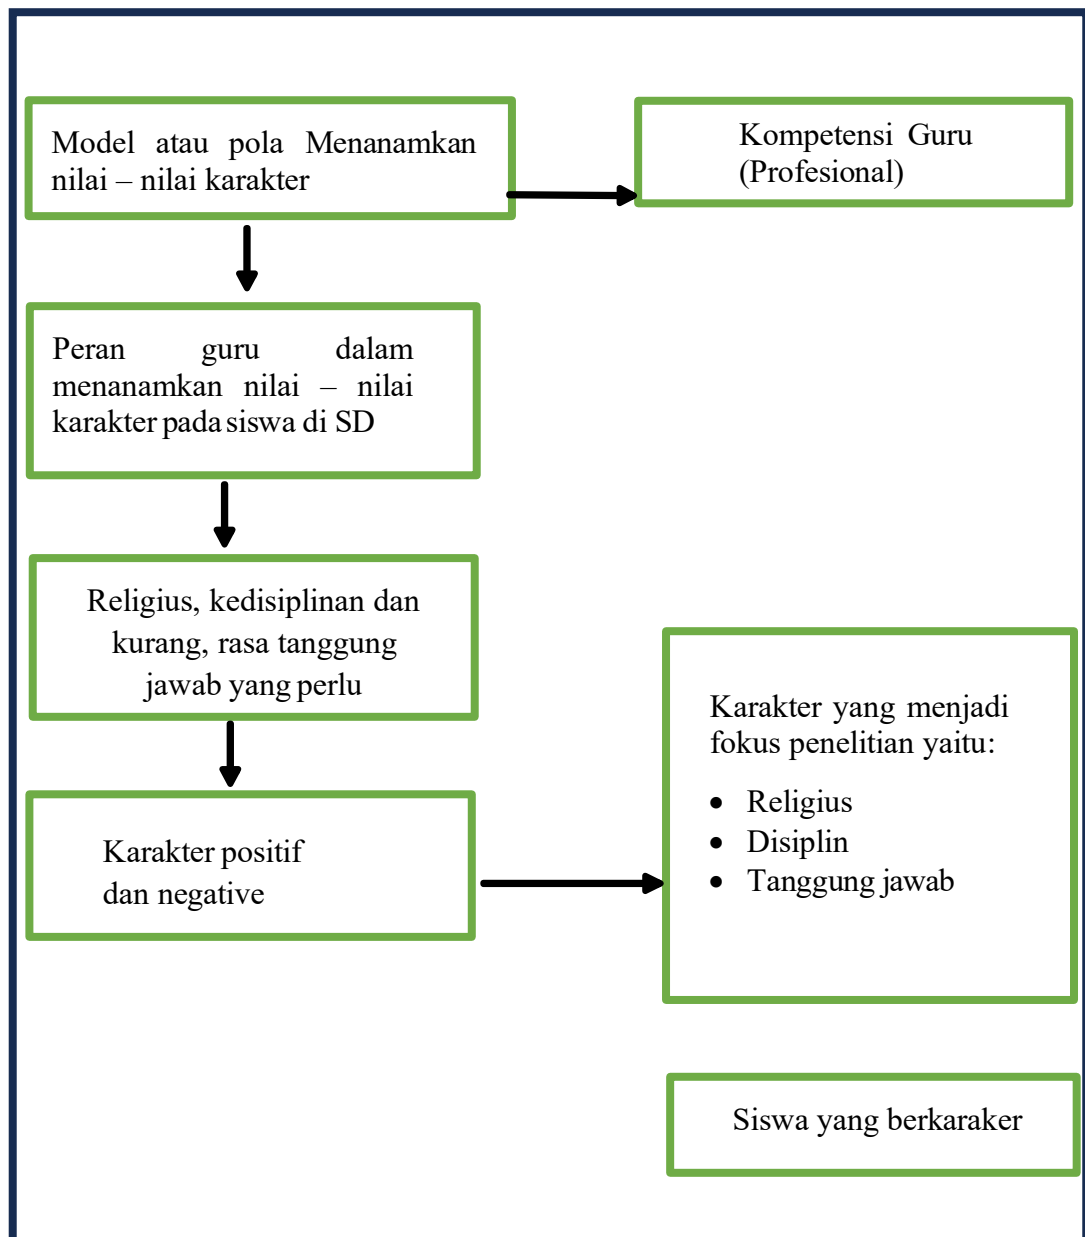 Model atau pola Menanamkan
nilai – nilai karakter
Kompetensi Guru
(Profesional)
Peran guru dalam
menanamkan nilai – nilai
karakter pada siswa di SD
Religius, kedisiplinan dan
kurang, rasa tanggung
jawab yang perlu
Karakter positif
dan negative
Karakter yang menjadi
fokus penelitian yaitu:
• Religius
• Disiplin
• Tanggung jawab
Siswa yang berkaraker